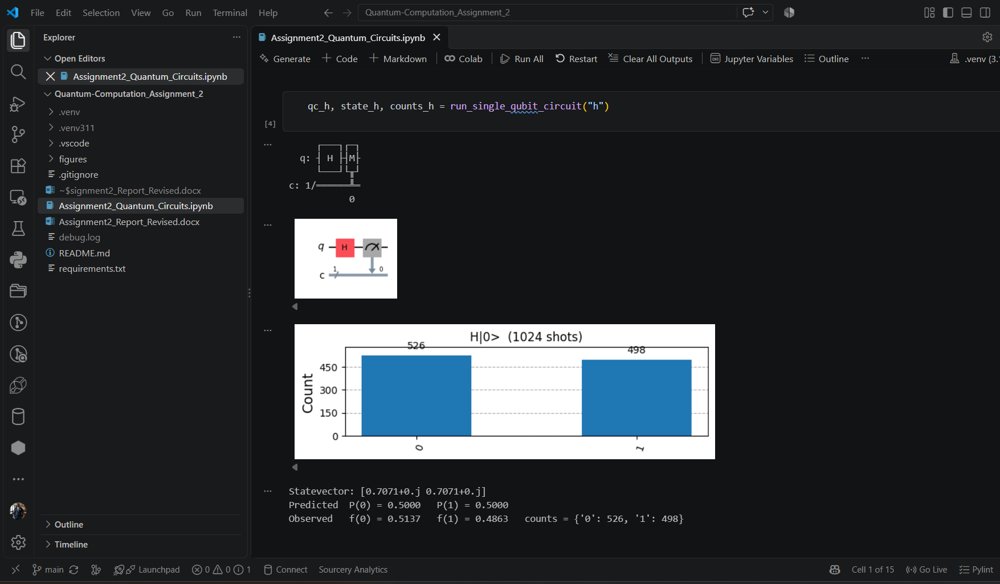 File Edit Selection View Go Run Terminal Help
Quantum-Computation_Assignment_2
Explorer
Open Editors
Assignment2_Quantum_Circuits.ipynb
Quantum-Computation_Assignment_2
.venv
.venv311
.vscode
figures
.gitignore
~$signment2_Report_Revised.docx
Assignment2_Quantum_Circuits.ipynb
Assignment2_Report_Revised.docx
debug.log
README.md
requirements.txt
Outline
Timeline
Assignment2_Quantum_Circuits.ipynb
Generate + Code + Markdown Colab Run All Restart Clear All Outputs Jupyter Variables Outline ... .venv (3.
qc_h, state_h, counts_h = run_single_qubit_circuit("h")
[4]
q: H M
c: 1/
0
q H
1 0
c
H|0> (1024 shots)
526 498
Count
450
300
150
0
0 1
Statevector: [0.7071+0.j 0.7071+0.j]
Predicted P(0) = 0.5000 P(1) = 0.5000
Observed f(0) = 0.5137 f(1) = 0.4863 counts = {'0': 526, '1': 498}
main Launchpad 0 0 1 Connect Sourcery Analytics Cell 1 of 15 Go Live Pylint